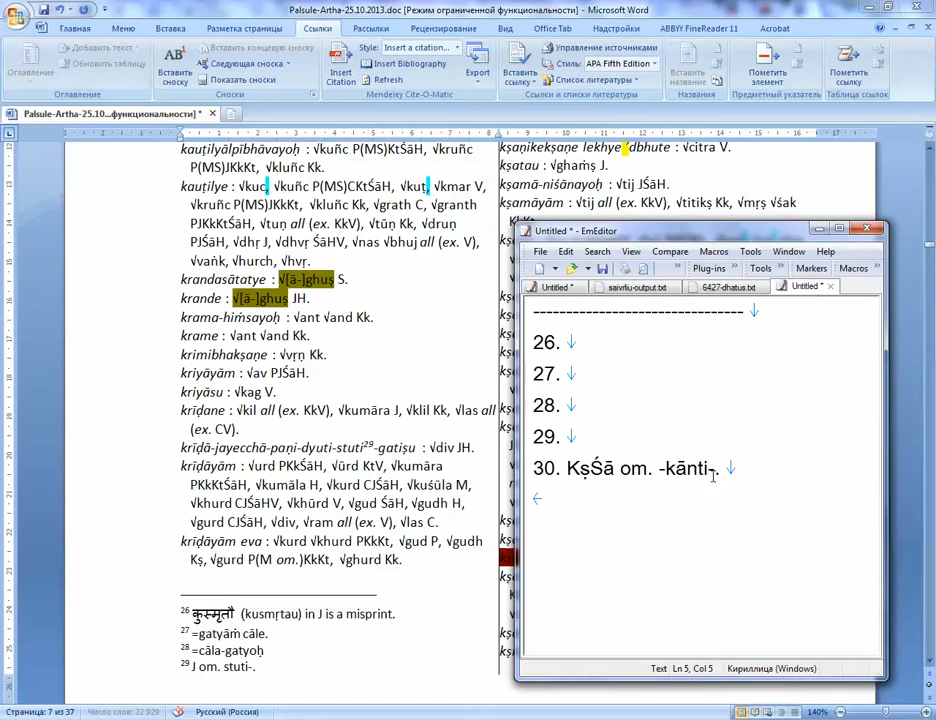 Palsule-Artha-25.10.2013.doc [Режим ограниченной функциональности] - Microsoft Word
Главная Меню Вставка Разметка страницы Ссылки Рассылки Рецензирование Вид Office Tab Надстройки ABBYY FineReader 11 Acrobat
Оглавление
Добавить текст
Обновить таблицу
Оглавление
AB¹
Вставить сноску
Вставить концевую сноску
Следующая сноска
Показать сноски
Сноски
Insert Citation
Style: Insert a citation...
Insert Bibliography
Refresh
Export
Mendeley Cite-O-Matic
Вставить ссылку
Управление источниками
Стиль: APA Fifth Edition
Список литературы
Ссылки и списки литературы
Вставить название
Названия
Пометить элемент
Предметный указатель
Пометить ссылку
Таблица ссылок
Palsule-Artha-25.10....функциональности] *
kauṭilyālpībhāvayoḥ : √kuñc P(MS)KtŚāH, √kruñc
P(MS)JKkKt, √kluñc Kk.
kauṭilye : √kuc, √kuñc P(MS)CKtŚāH, √kuṭ, √kmar V,
√kruñc P(MS)JKkKt, √kluñc Kk, √grath C, √granth
PJKkKtŚāH, √tuṇ all (ex. KkV), √tūṇ Kk, √druṇ
PJŚāH, √dhṛ J, √dhvṛ ŚāHV, √nas √bhuj all (ex. V),
√vaṅk, √hurch, √hvṛ.
krandasātatye : √[ā-]ghuṣ S.
krande : √[ā-]ghuṣ JH.
krama-hiṁsayoḥ : √ant √and Kk.
krame : √ant √and Kk.
krimibhakṣaṇe : √vṛṇ Kk.
kriyāyām : √av PJŚāH.
kriyāsu : √kag V.
krīḍane : √kil all (ex. KkV), √kumāra J, √klil Kk, √las all
(ex. CV).
krīḍā-jayecchā-paṇi-dyuti-stuti²⁹-gatiṣu : √div JH.
krīḍāyām : √urd PKkŚāH, √ūrd KtV, √kumāra
PKkKtŚāH, √kumāla H, √kurd CJŚāH, √kuśūla M,
√khurd CJŚāHV, √khūrd V, √gud ŚāH, √gudh H,
√gurd CJŚāH, √div, √ram all (ex. V), √las C.
krīḍāyām eva : √kurd √khurd PKkKt, √gud P, √gudh
Kṣ, √gurd P(M om.)KkKt, √ghurd Kk.
²⁶ कुस्मृतौ (kusmṛtau) in J is a misprint.
²⁷ =gatyāṁ cāle.
²⁸ =cāla-gatyoḥ
²⁹ J om. stuti-.
kṣaṇikekṣaṇe lekhye 'dbhute : √citra V.
kṣatau : √ghaṁs J.
kṣamā-niśānayoḥ : √tij JŚāH.
kṣamāyām : √tij all (ex. KkV), √titikṣ Kk, √mṛṣ √śak
Untitled * - EmEditor
File Edit Search View Compare Macros Tools Window Help
Plug-ins Tools Markers Macros
Untitled * saivrliu-output.txt 6427-dhatus.txt Untitled *
--------------------------------
26.
27.
28.
29.
30. KṣŚā om. -kānti-.
Text Ln 5, Col 5 Кириллица (Windows)
Страница: 7 из 37 Число слов: 22 929 Русский (Россия) 140%